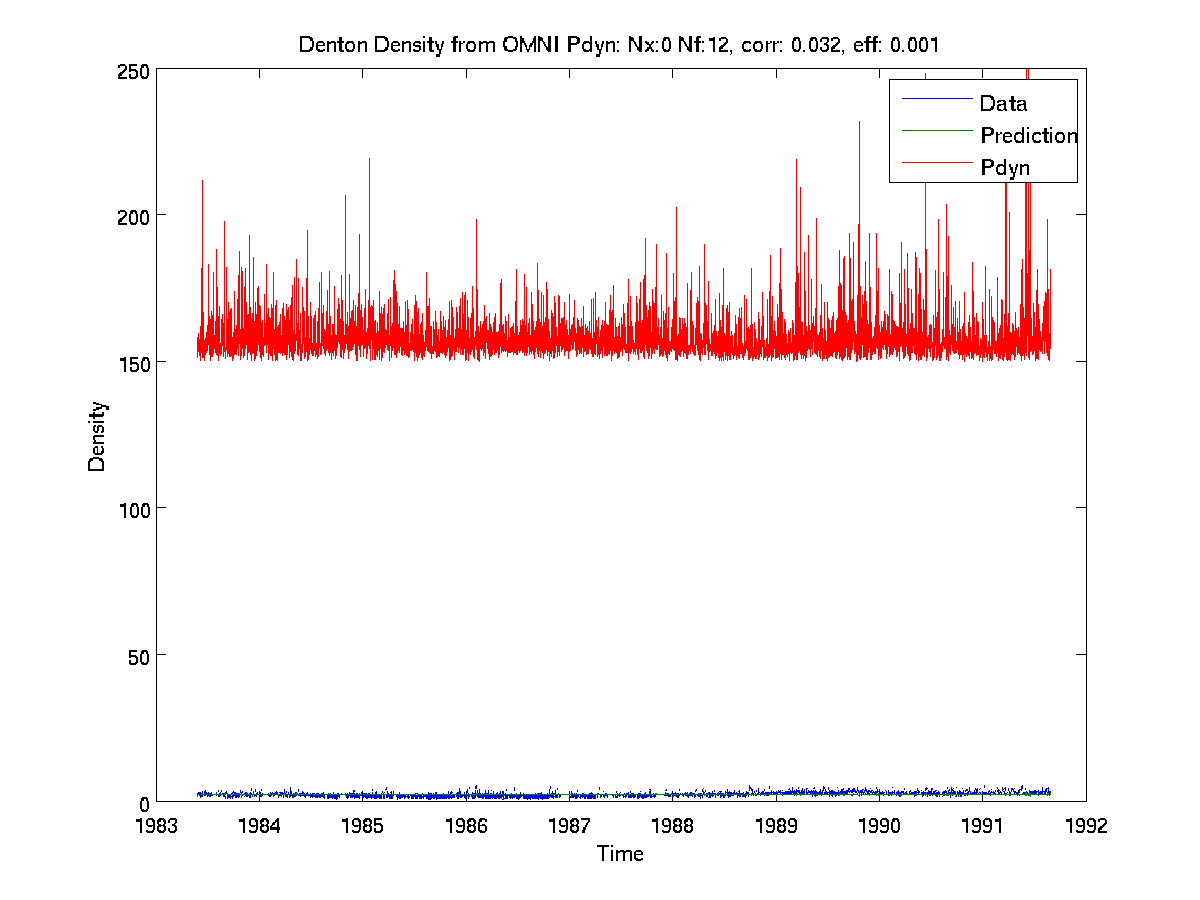 Denton Density from OMNI Pdyn: Nx:0 Nf:12, corr: 0.032, eff: 0.001
250
Data
Prediction
Pdyn
200
150
Density
100
50
0
1983 1984 1985 1986 1987 1988 1989 1990 1991 1992
Time